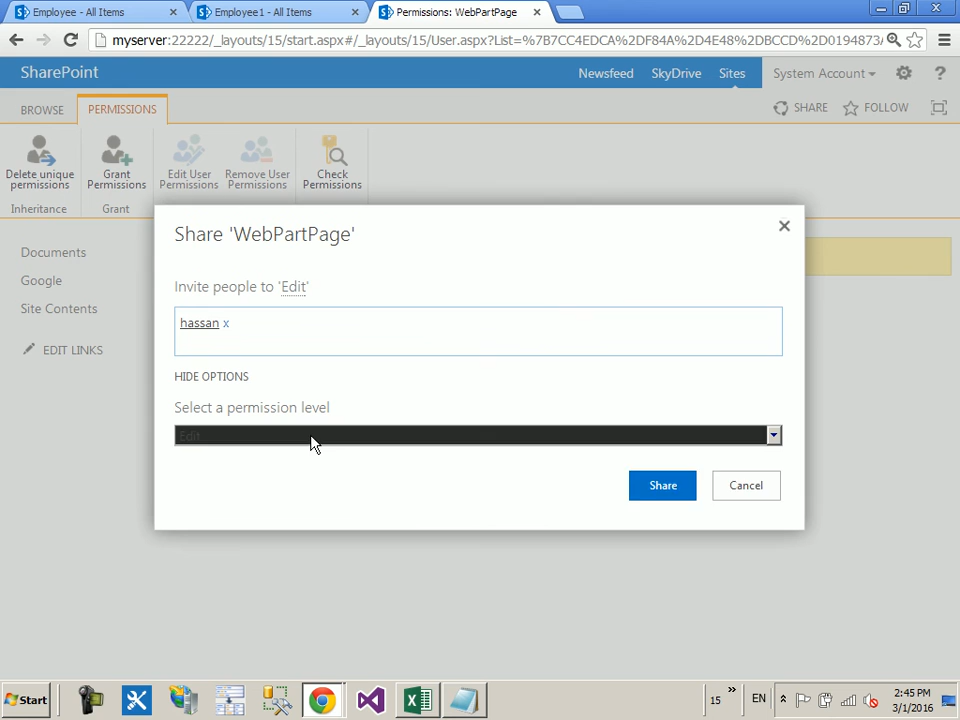 Employee - All Items
Employee1 - All Items
Permissions: WebPartPage
myserver:22222/_layouts/15/start.aspx#/_layouts/15/User.aspx?List=%7B7CC4EDCA%2DF84A%2D4E48%2DBCCD%2D0194873A
SharePoint
Newsfeed SkyDrive Sites System Account ?
BROWSE PERMISSIONS SHARE FOLLOW
Delete unique permissions
Grant Permissions
Edit User Permissions
Remove User Permissions
Check Permissions
Inheritance Grant
Documents
Google
Site Contents
EDIT LINKS
Share 'WebPartPage'
Invite people to 'Edit'
hassan x
HIDE OPTIONS
Select a permission level
Edit
Share Cancel
Start
15 » EN
2:45 PM
3/1/2016